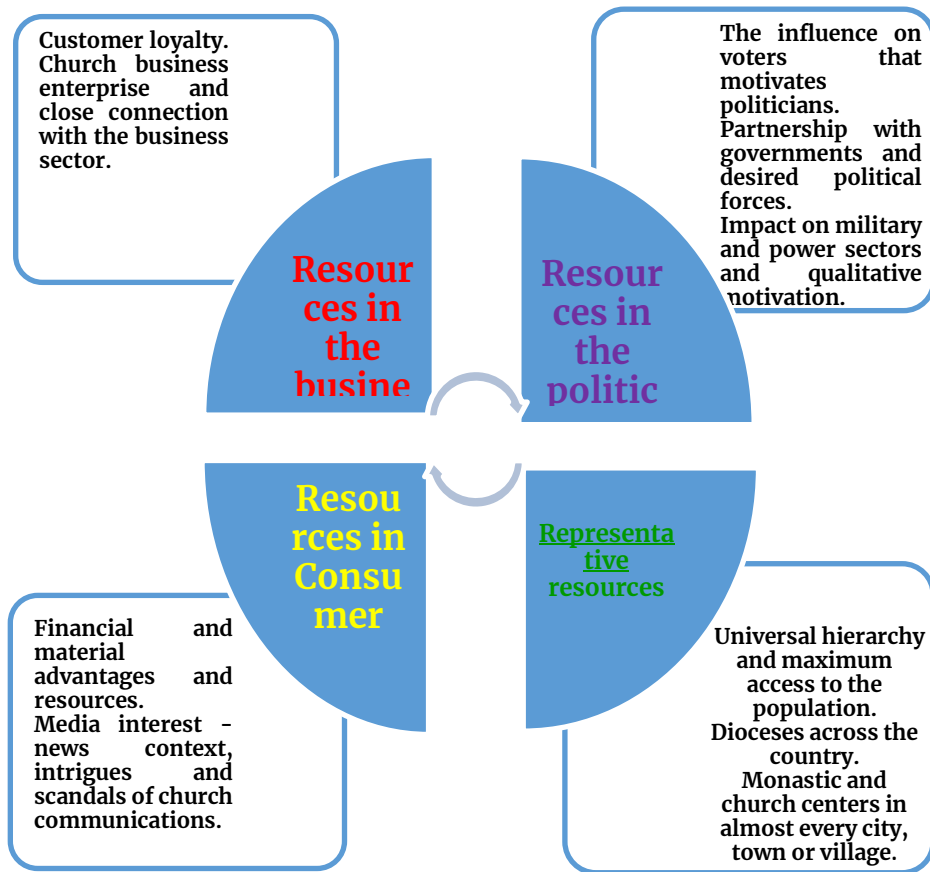 Customer loyalty.
Church business
enterprise and
close connection
with the business
sector.
The influence on
voters that
motivates
politicians.
Partnership with
governments and
desired political
forces.
Impact on military
and power sectors
and qualitative
motivation.
Resour
ces in
the
busine
Resour
ces in
the
politic
Resou
rces in
Consu
mer
Representa
tive
resources
Financial and
material
advantages and
resources.
Media interest -
news context,
intrigues and
scandals of church
communications.
Universal hierarchy
and maximum
access to the
population.
Dioceses across the
country.
Monastic and
church centers in
almost every city,
town or village.